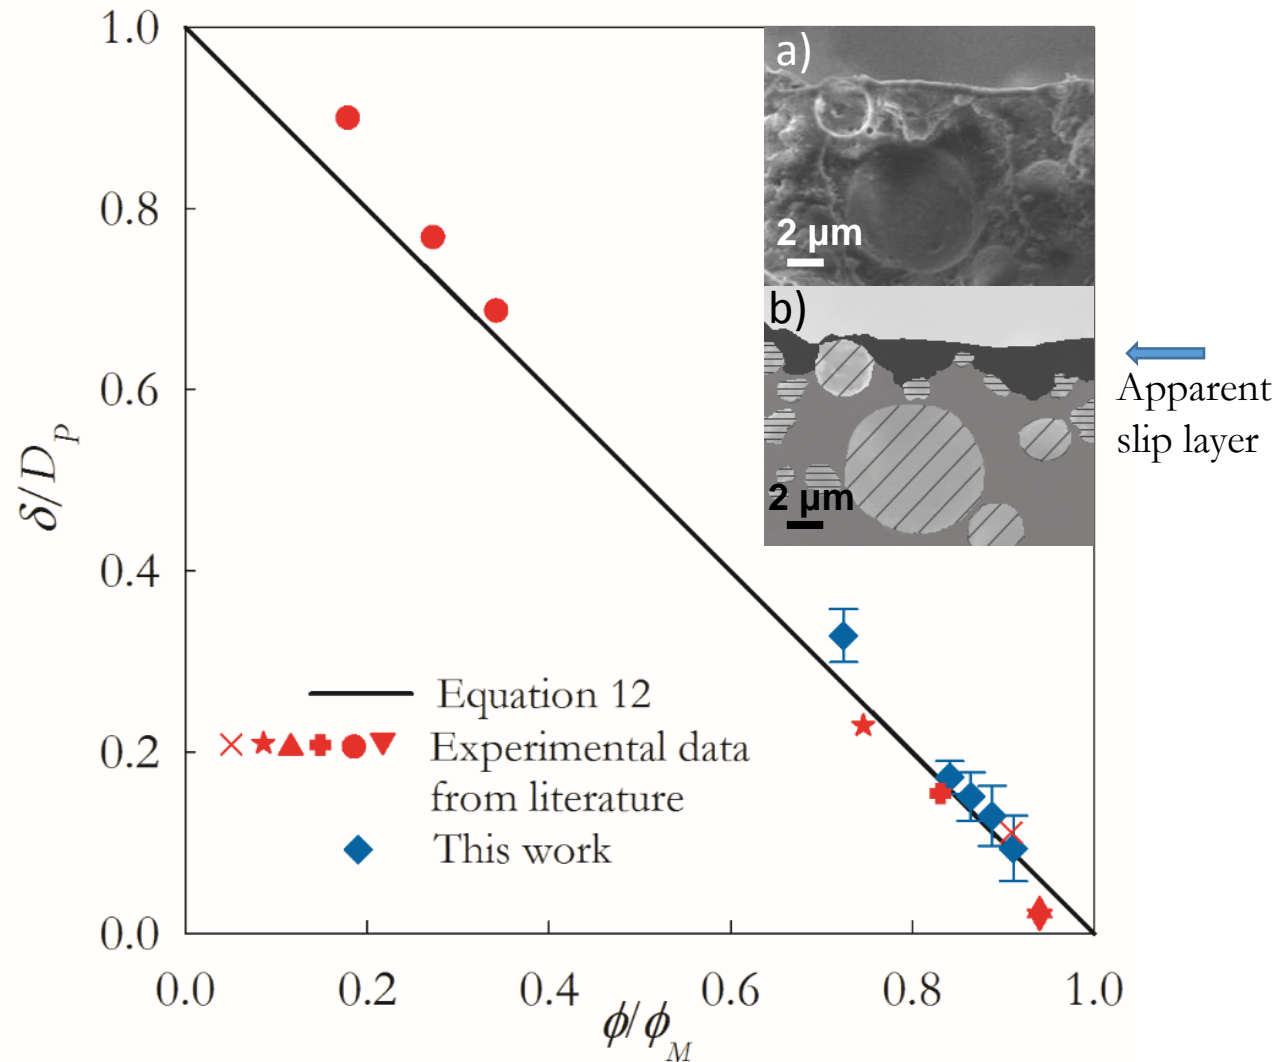 1.0
0.8
0.6
0.4
0.2
0.0
δ/D_P
a)
2 μm
b)
2 μm
Apparent
slip layer
Equation 12
Experimental data
from literature
This work
0.0
0.2
0.4
0.6
0.8
1.0
ϕ/ϕ_M